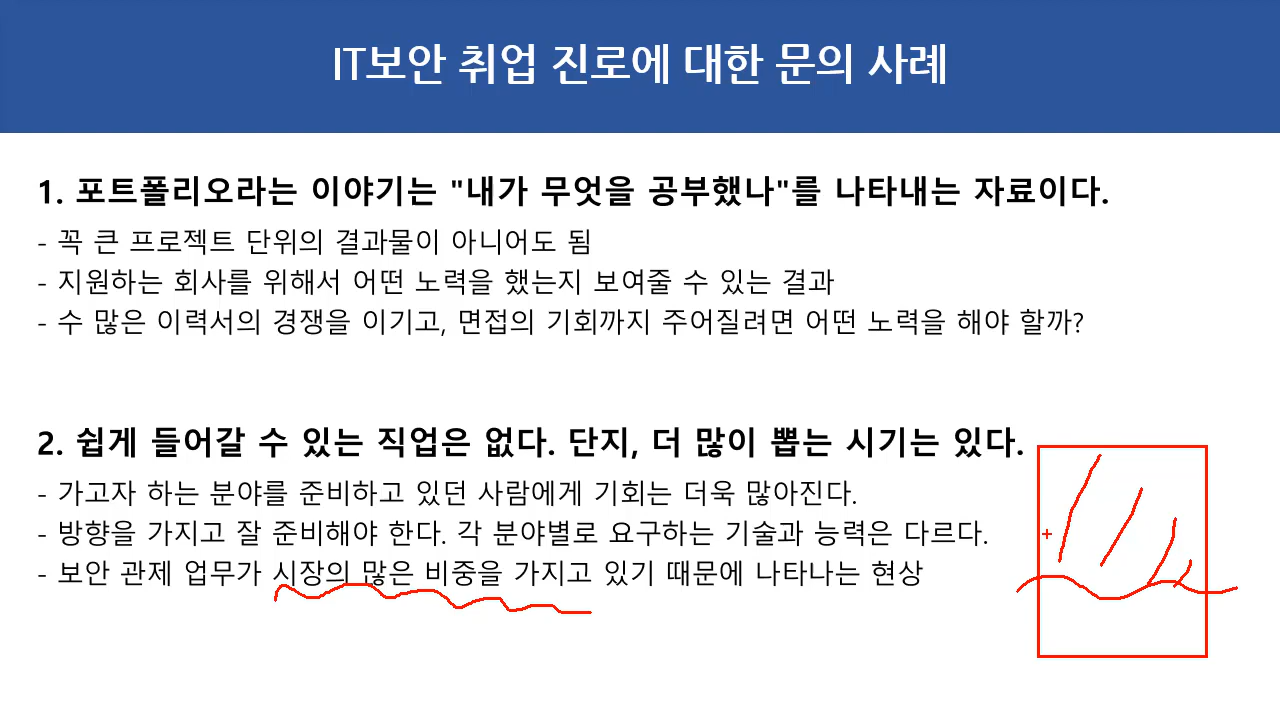 IT보안 취업 진로에 대한 문의 사례
1. 포트폴리오라는 이야기는 "내가 무엇을 공부했나"를 나타내는 자료이다.
- 꼭 큰 프로젝트 단위의 결과물이 아니어도 됨
- 지원하는 회사를 위해서 어떤 노력을 했는지 보여줄 수 있는 결과
- 수 많은 이력서의 경쟁을 이기고, 면접의 기회까지 주어질려면 어떤 노력을 해야 할까?
2. 쉽게 들어갈 수 있는 직업은 없다. 단지, 더 많이 뽑는 시기는 있다.
- 가고자 하는 분야를 준비하고 있던 사람에게 기회는 더욱 많아진다.
- 방향을 가지고 잘 준비해야 한다. 각 분야별로 요구하는 기술과 능력은 다르다.
- 보안 관제 업무가 시장의 많은 비중을 가지고 있기 때문에 나타나는 현상